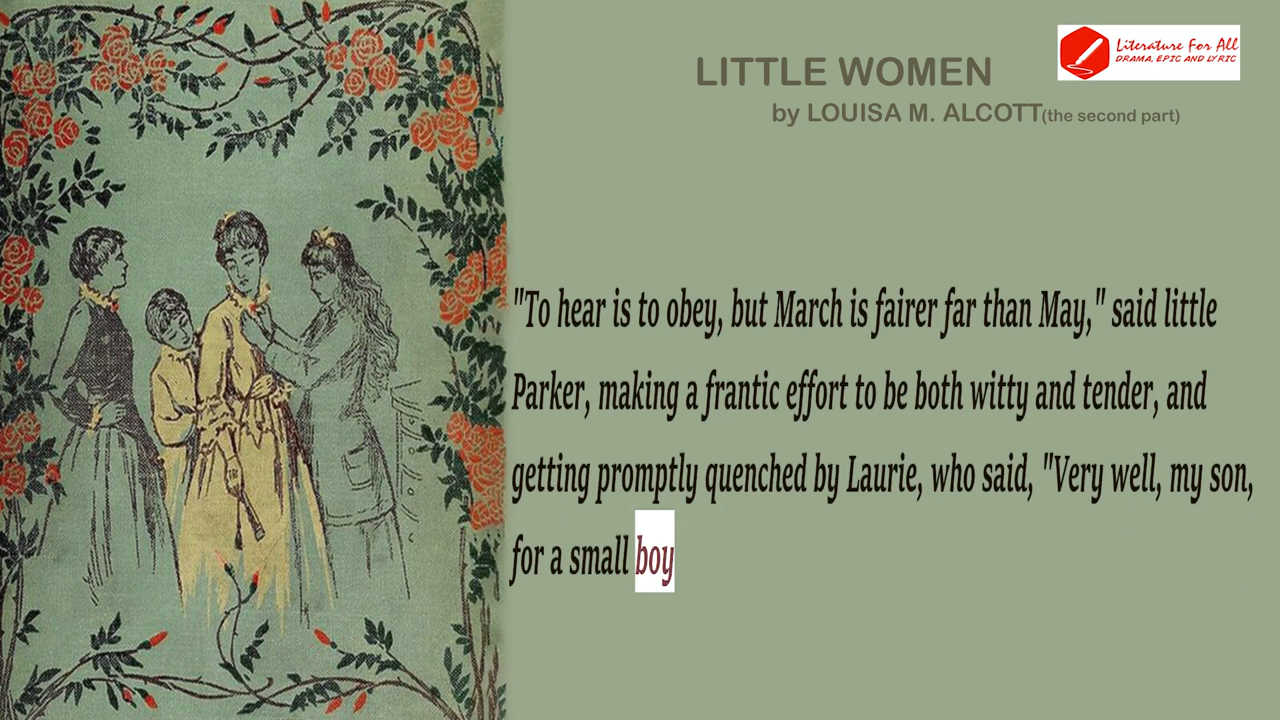 LITTLE WOMEN
by LOUISA M. ALCOTT(the second part)
Literature For All
DRAMA, EPIC AND LYRIC
"To hear is to obey, but March is fairer far than May," said little
Parker, making a frantic effort to be both witty and tender, and
getting promptly quenched by Laurie, who said, "Very well, my son,
for a small boy